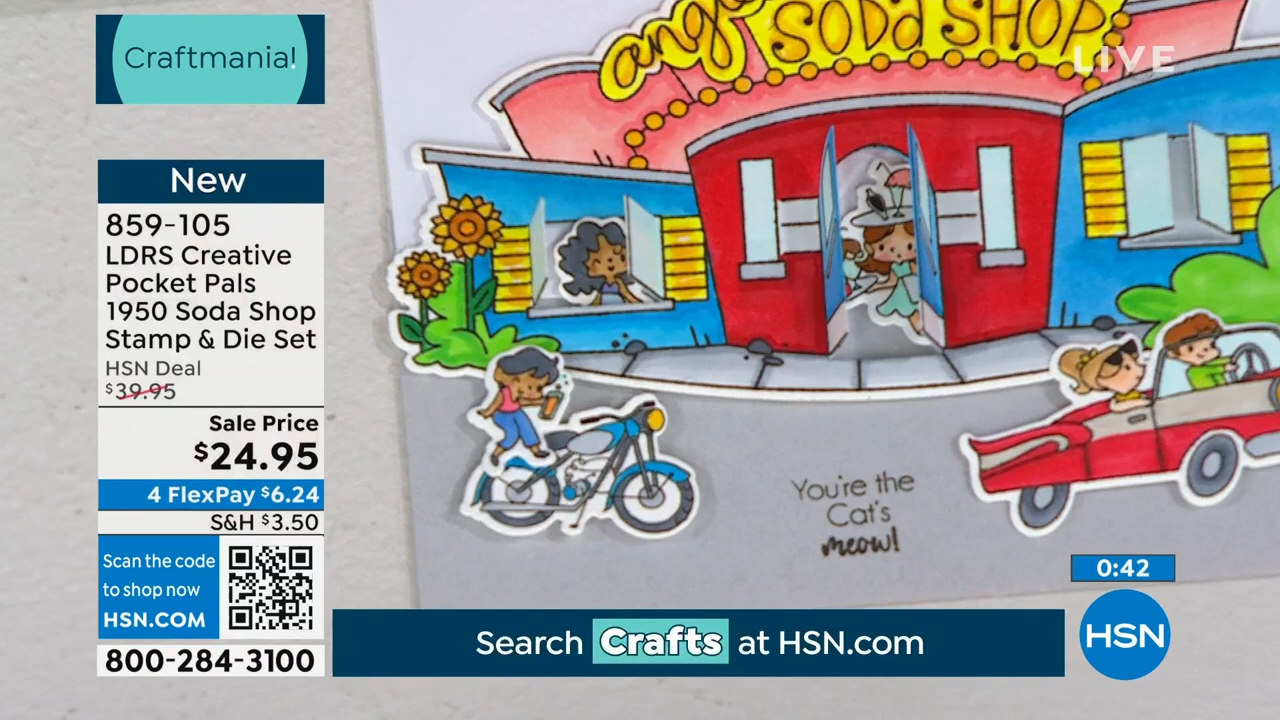 Craftmania!
New
859-105
LDRS Creative
Pocket Pals
1950 Soda Shop
Stamp & Die Set
HSN Deal
$39.95
Sale Price
$24.95
4 FlexPay $6.24
S&H $3.50
Scan the code
to shop now
HSN.COM
800-284-3100
SODA SHOP
LIVE
You're the
Cat's
meow!
0:42
HSN
Search Crafts at HSN.com